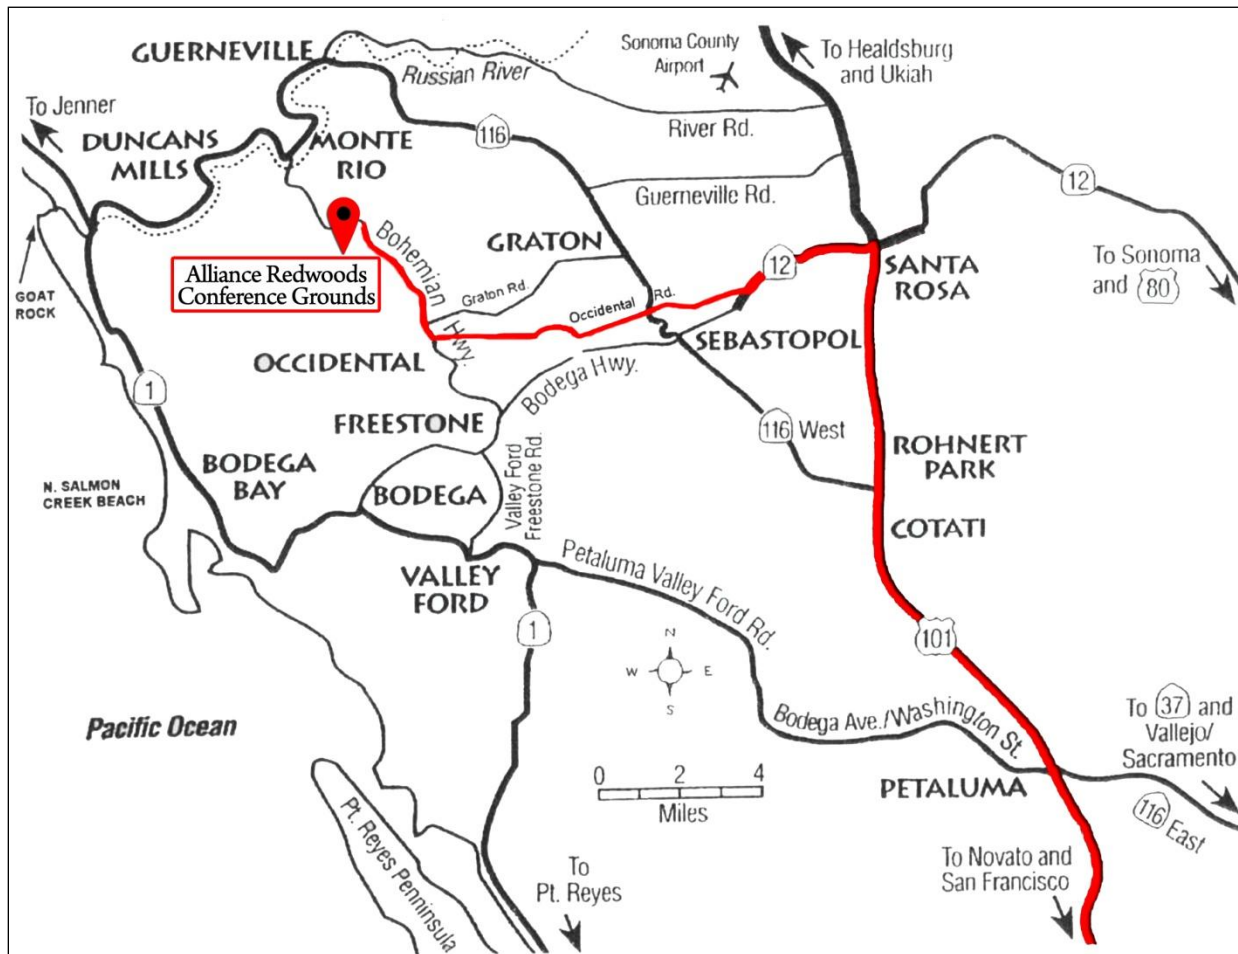 GUERNEVILLE
Russian River
Sonoma County
Airport
To Healdsburg
and Ukiah
To Jenner
DUNCANS
MILLS
MONTE
RIO
116
River Rd.
Guerneville Rd.
12
GOAT
ROCK
Alliance Redwoods
Conference Grounds
Bohemian
Hwy.
GRATON
Graton Rd.
12
SANTA
ROSA
To Sonoma
and 80
Occidental Rd.
SEBASTOPOL
OCCIDENTAL
Bodega Hwy.
1
FREESTONE
116 West
ROHNERT
PARK
BODEGA
BAY
N. SALMON
CREEK BEACH
BODEGA
Valley Ford
Freestone Rd.
COTATI
VALLEY
FORD
Petaluma Valley Ford Rd.
1
101
N
W E
S
Pacific Ocean
Bodega Ave./Washington St.
To 37 and
Vallejo/
Sacramento
0 2 4
Miles
PETALUMA
116 East
Pt. Reyes Penninsula
To
Pt. Reyes
To Novato and
San Francisco